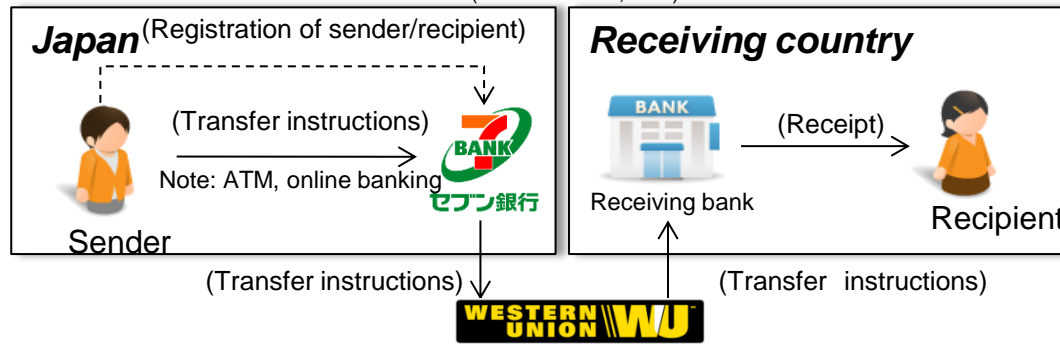 Japan (Registration of sender/recipient)
(Transfer instructions)
Note: ATM, online banking
7
BANK
セブン銀行
Sender
Receiving country
BANK
(Receipt)
Receiving bank
Recipient
(Transfer instructions)
(Transfer instructions)
WESTERN
UNION WU